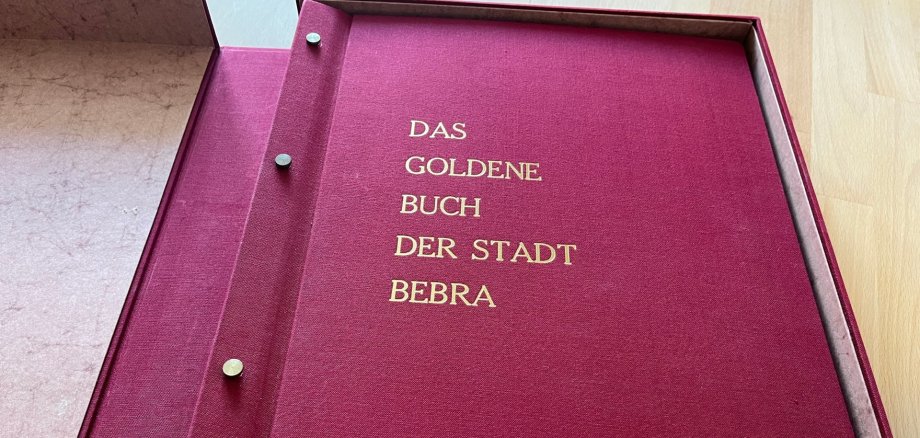 DAS
GOLDENE
BUCH
DER STADT
BEBRA